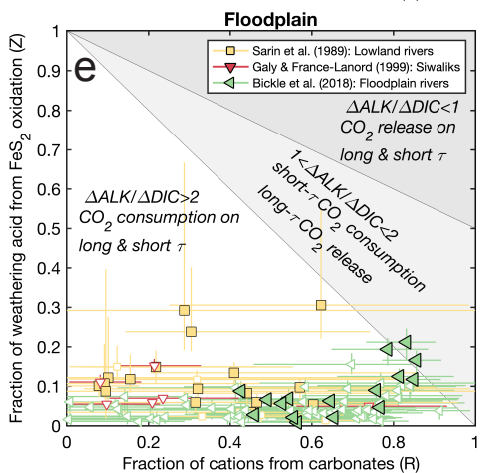 Floodplain
e
Sarin et al. (1989): Lowland rivers
Galy & France-Lanord (1999): Siwaliks
Bickle et al. (2018): Floodplain rivers
ΔALK/ΔDIC<1
CO2 release on
long & short τ
1<ΔALK/ΔDIC<2
short-τ CO2 consumption
long-τ CO2 release
ΔALK/ΔDIC>2
CO2 consumption on
long & short τ
Fraction of weathering acid from FeS2 oxidation (Z)
1
0.9
0.8
0.7
0.6
0.5
0.4
0.3
0.2
0.1
0
0
0.2
0.4
0.6
0.8
1
Fraction of cations from carbonates (R)